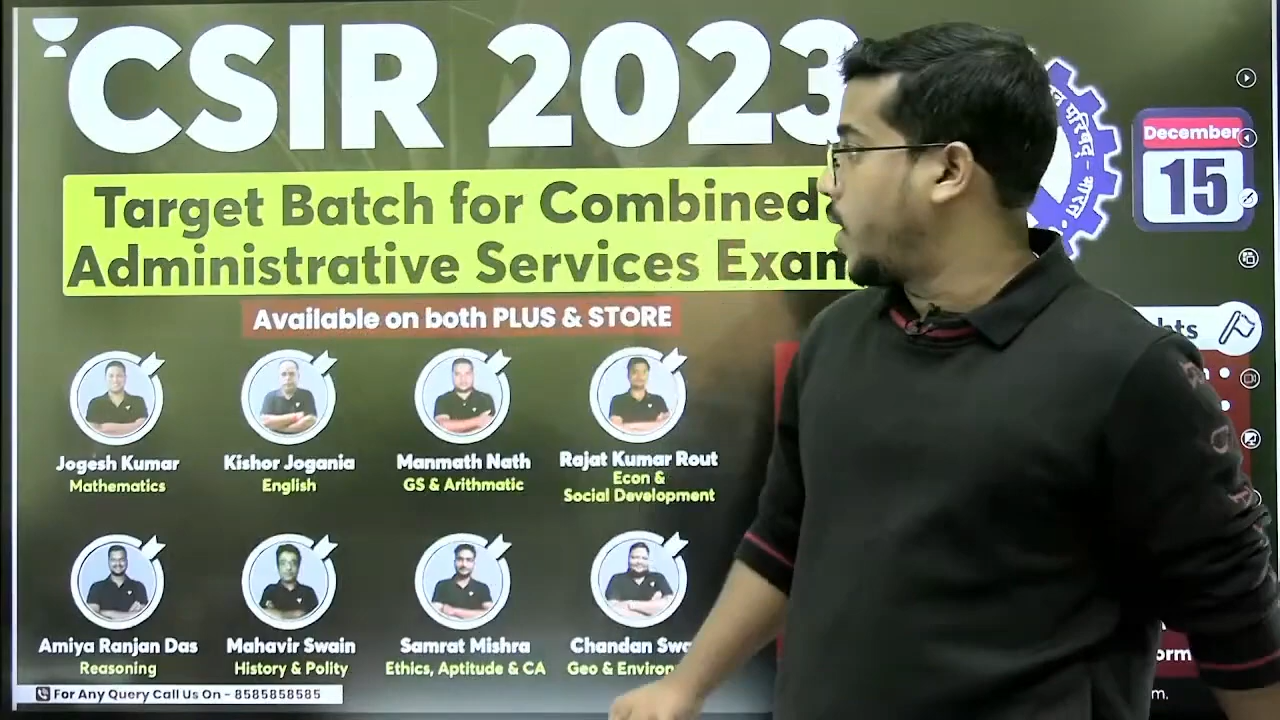 CSIR 2023
Target Batch for Combined
Administrative Services Exam
Available on both PLUS & STORE
December
15
Jogesh Kumar
Mathematics
Kishor Jogania
English
Manmath Nath
GS & Arithmatic
Rajat Kumar Rout
Econ &
Social Development
Amiya Ranjan Das
Reasoning
Mahavir Swain
History & Polity
Samrat Mishra
Ethics, Aptitude & CA
Chandan Swa
Geo & Environ
For Any Query Call Us On - 8585858585